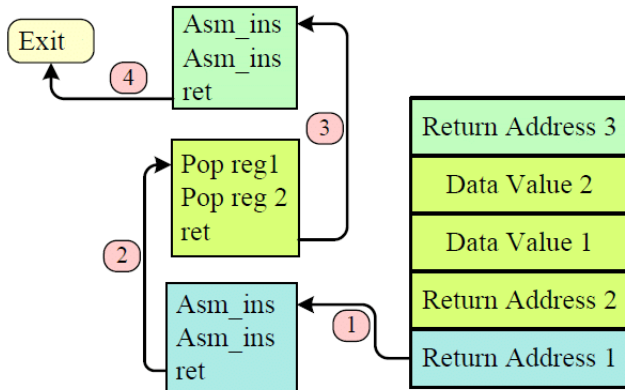 Exit
4
Asm_ins
Asm_ins
ret
3
Pop reg1
Pop reg 2
ret
2
Asm_ins
Asm_ins
ret
1
Return Address 3
Data Value 2
Data Value 1
Return Address 2
Return Address 1